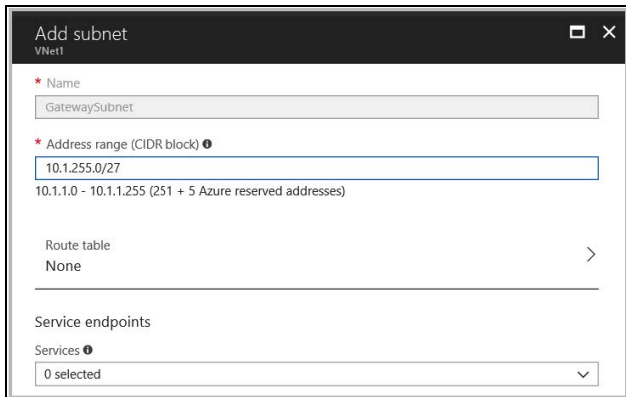 Add subnet
VNet1
* Name
GatewaySubnet
* Address range (CIDR block)
10.1.255.0/27
10.1.1.0 - 10.1.1.255 (251 + 5 Azure reserved addresses)
Route table
None
Service endpoints
Services
0 selected